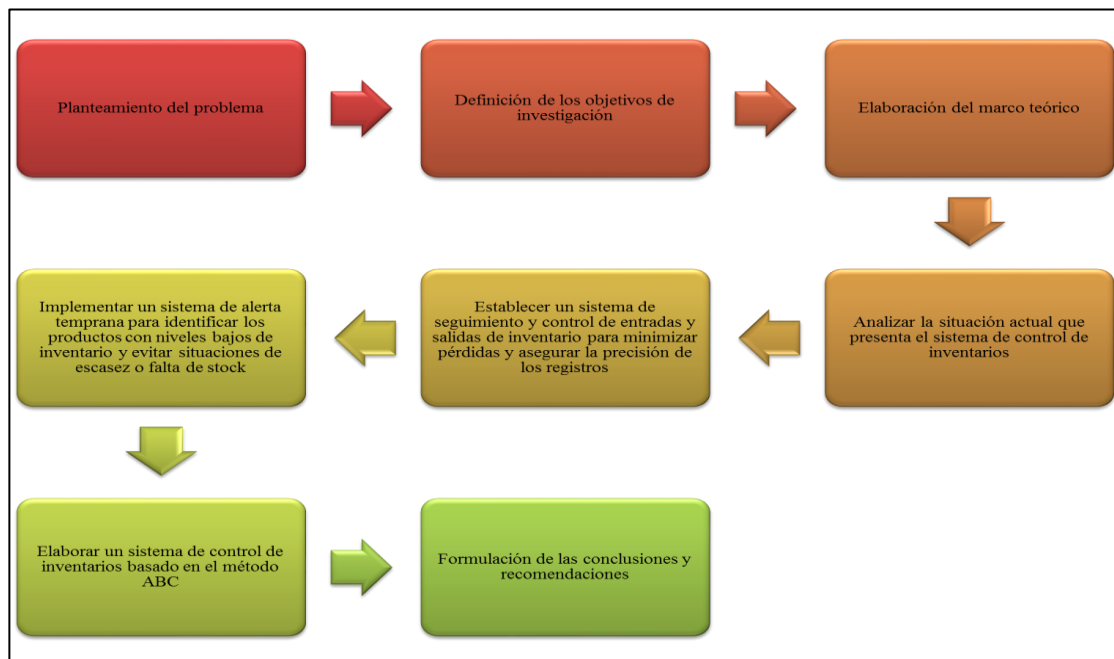 Planteamiento del problema
Definición de los objetivos de
investigación
Elaboración del marco teórico
Analizar la situación actual que
presenta el sistema de control de
inventarios
Establecer un sistema de
seguimiento y control de entradas y
salidas de inventario para minimizar
pérdidas y asegurar la precisión de
los registros
Implementar un sistema de alerta
temprana para identificar los
productos con niveles bajos de
inventario y evitar situaciones de
escasez o falta de stock
Elaborar un sistema de control de
inventarios basado en el método
ABC
Formulación de las conclusiones y
recomendaciones